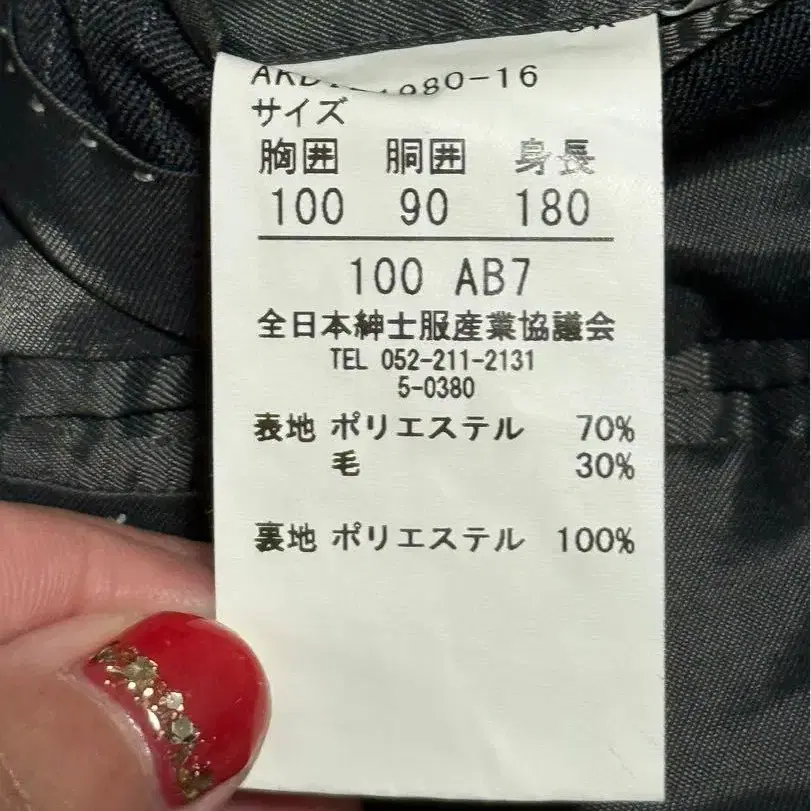 080-16
サイズ
胸囲 胴囲 身長
100 90 180
100 AB7
全日本紳士服産業協議会
TEL 052-211-2131
5-0380
表地 ポリエステル 70%
毛 30%
裏地 ポリエステル 100%